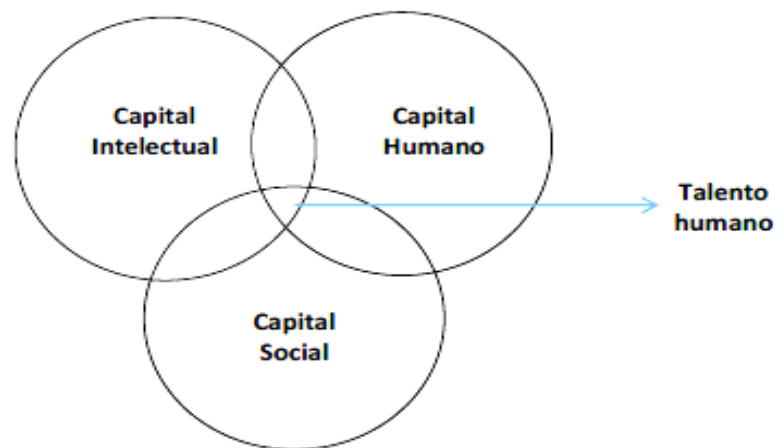 Capital
Intelectual
Capital
Humano
Talento
humano
Capital
Social